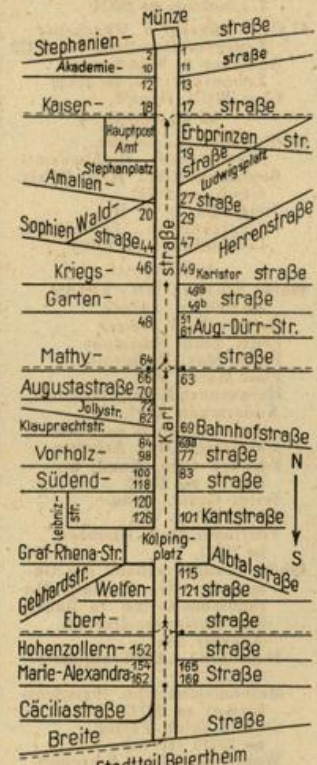 Münze
Stephanien- straße
2 1
Akademie- 10 11 straße
12 13
Kaiser- 18 17 straße
Hauptpost
Amt
Erbprinzen str.
Stephanplatz
19 straße
Ludwigsplatz
Amalien- 27 straße
20 29
Sophien Wald- straße 44 47 Herrenstraße
Kriegs- 46 49 Karlstor straße
Garten- 49a 49b straße
48 51 61 Aug.-Dürr-Str.
Mathy- 64 straße
66 63
Augustastraße 70
Jollystr. 72
82
Klauprechtstr. 69 Bahnhofstraße
84 69a
Vorholz- 98 77 straße
Südend- 100 83 straße
118
Leibniz-
str.
120
126 101 Kantstraße
Karl straße
N
S
Kolping-
platz
Graf-Rhena-Str. Albtalstraße
Gebhardstr. 115
Welfen- 121 straße
Ebert- straße
Hohenzollern- 152 straße
Marie-Alexandra- 154 162 165 169 Straße
Cäciliastraße
Breite Straße
Stadtteil Beiertheim